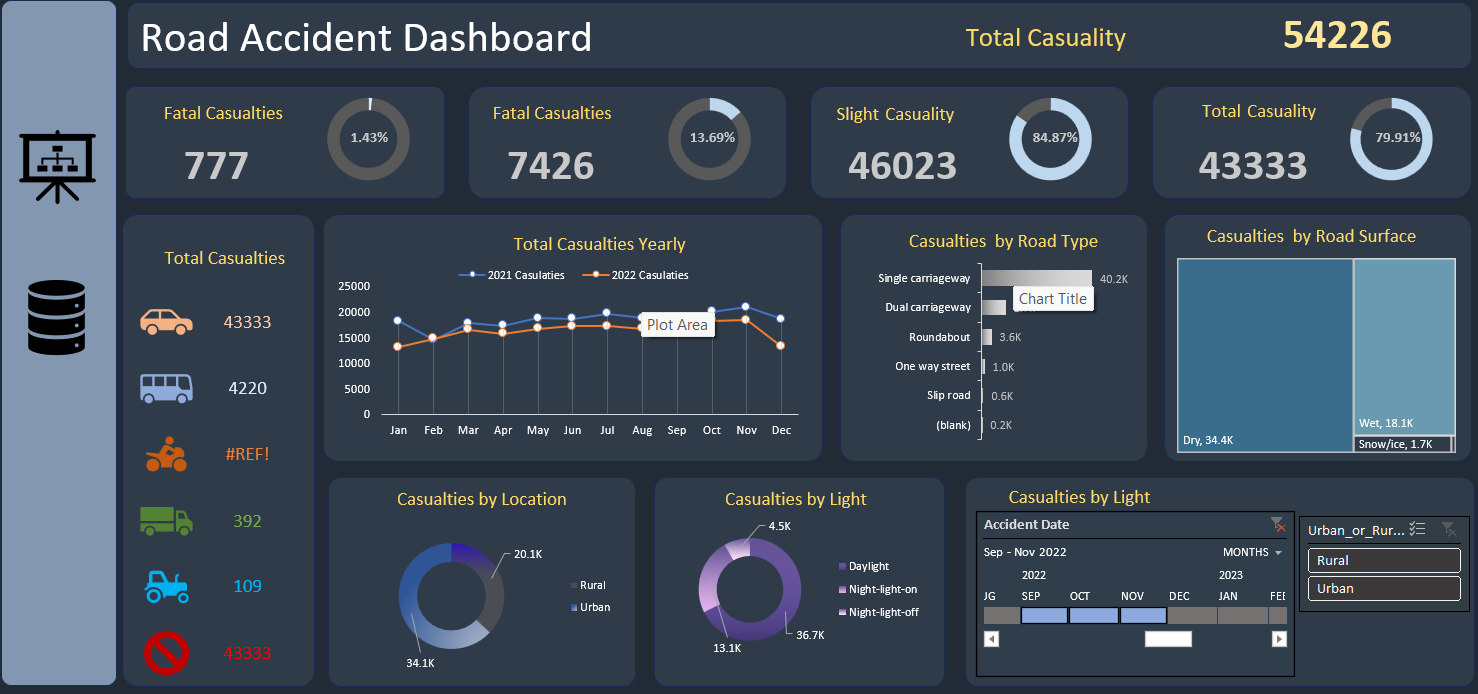 Road Accident Dashboard
Total Casuality
54226
Fatal Casualties
777
1.43%
Fatal Casualties
7426
13.69%
Slight Casuality
46023
84.87%
Total Casuality
43333
79.91%
Total Casualties
43333
4220
#REF!
392
109
43333
Total Casualties Yearly
2021 Casulaties
2022 Casulaties
25000
20000
15000
10000
5000
0
Jan Feb Mar Apr May Jun Jul Aug Sep Oct Nov Dec
Plot Area
Casualties by Road Type
Single carriageway 40.2K
Dual carriageway
Chart Title
Roundabout 3.6K
One way street 1.0K
Slip road 0.6K
(blank) 0.2K
Casualties by Road Surface
Dry, 34.4K
Wet, 18.1K
Snow/ice, 1.7K
Casualties by Location
20.1K
34.1K
Rural
Urban
Casualties by Light
4.5K
36.7K
13.1K
Daylight
Night-light-on
Night-light-off
Casualties by Light
Accident Date
Sep - Nov 2022 MONTHS
2022 2023
JG SEP OCT NOV DEC JAN FEE
Urban_or_Rur...
Rural
Urban